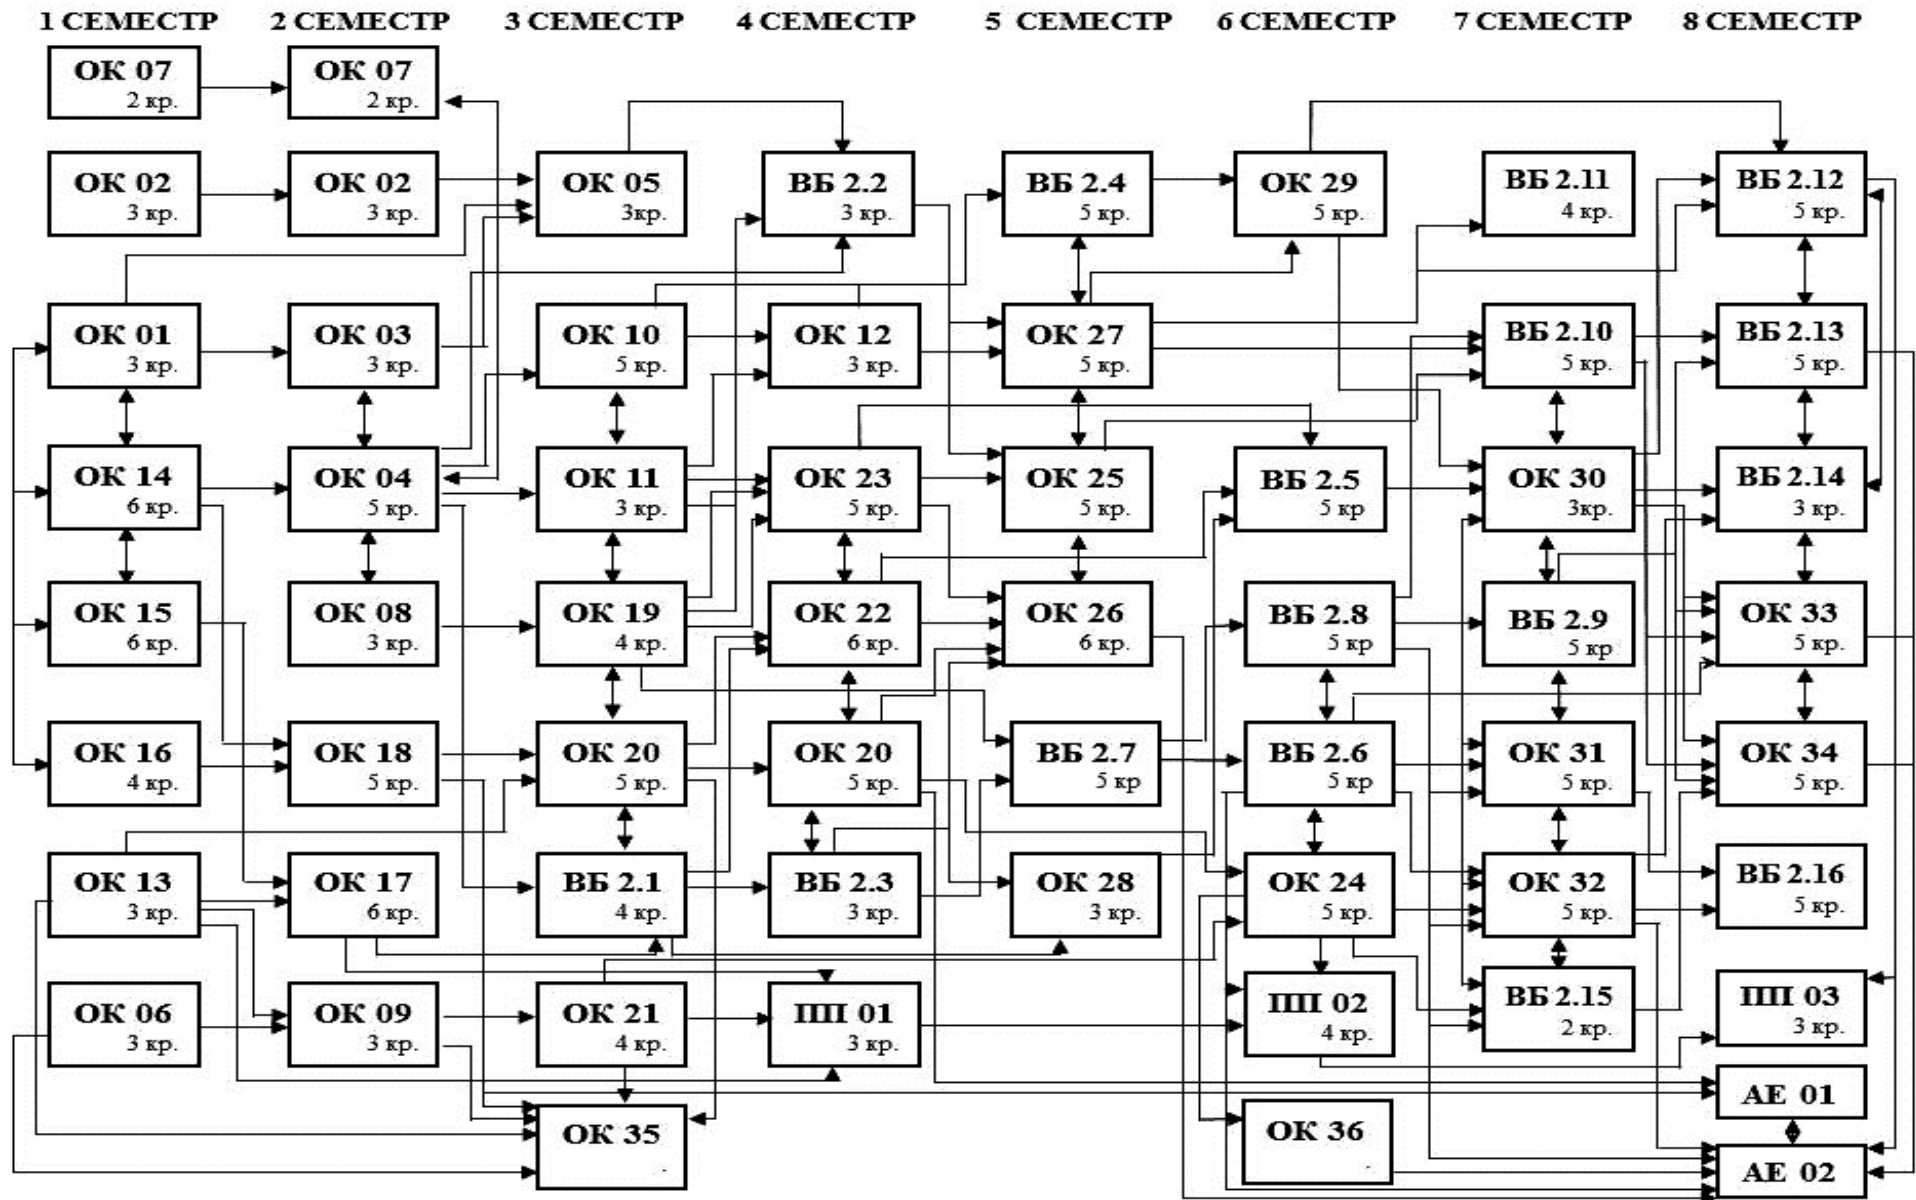 1 СЕМЕСТР 2 СЕМЕСТР 3 СЕМЕСТР 4 СЕМЕСТР 5 СЕМЕСТР 6 СЕМЕСТР 7 СЕМЕСТР 8 СЕМЕСТР
ОК 07
2 кр.
ОК 07
2 кр.
ОК 02
3 кр.
ОК 02
3 кр.
ОК 05
3кр.
ВБ 2.2
3 кр.
ВБ 2.4
5 кр.
ОК 29
5 кр.
ВБ 2.11
4 кр.
ВБ 2.12
5 кр.
ОК 01
3 кр.
ОК 03
3 кр.
ОК 10
5 кр.
ОК 12
3 кр.
ОК 27
5 кр.
ВБ 2.10
5 кр.
ВБ 2.13
5 кр.
ОК 14
6 кр.
ОК 04
5 кр.
ОК 11
3 кр.
ОК 23
5 кр.
ОК 25
5 кр.
ВБ 2.5
5 кр
ОК 30
3кр.
ВБ 2.14
3 кр.
ОК 15
6 кр.
ОК 08
3 кр.
ОК 19
4 кр.
ОК 22
6 кр.
ОК 26
6 кр.
ВБ 2.8
5 кр
ВБ 2.9
5 кр
ОК 33
5 кр.
ОК 16
4 кр.
ОК 18
5 кр.
ОК 20
5 кр.
ОК 20
5 кр.
ВБ 2.7
5 кр
ВБ 2.6
5 кр
ОК 31
5 кр.
ОК 34
5 кр.
ОК 13
3 кр.
ОК 17
6 кр.
ВБ 2.1
4 кр.
ВБ 2.3
3 кр.
ОК 28
3 кр.
ОК 24
5 кр.
ОК 32
5 кр.
ВБ 2.16
5 кр.
ОК 06
3 кр.
ОК 09
3 кр.
ОК 21
4 кр.
ПП 01
3 кр.
ПП 02
4 кр.
ВБ 2.15
2 кр.
ПП 03
3 кр.
ОК 35
.
ОК 36
.
АЕ 01
АЕ 02